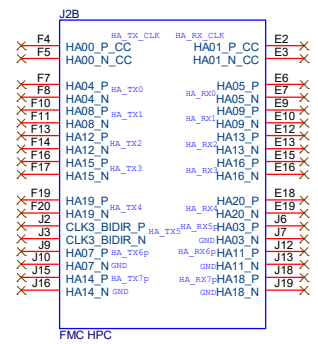 J2B
HA_TX_CLK HA_RX_CLK
F4 HA00_P_CC HA01_P_CC E2
F5 HA00_N_CC HA01_N_CC E3
F7 HA04_P HA05_P E6
F8 HA04_N HA_TX0 HA_RX0 HA05_N E7
F10 HA08_P HA09_P E9
F11 HA08_N HA_TX1 HA_RX1 HA09_N E10
F13 HA12_P HA13_P E12
F14 HA12_N HA_TX2 HA_RX2 HA13_N E13
F16 HA15_P HA16_P E15
F17 HA15_N HA_TX3 HA_RX3 HA16_N E16
F19 HA19_P HA20_P E18
F20 HA19_N HA_TX4 HA_RX4 HA20_N E19
J2 CLK3_BIDIR_P HA_TX5 HA_RX5p HA03_P J6
J3 CLK3_BIDIR_N GND HA03_N J7
J9 HA07_P HA_TX6p HA_RX6p HA11_P J12
J10 HA07_N GND GND HA11_N J13
J15 HA14_P HA_TX7p HA_RX7p HA18_P J18
J16 HA14_N GND GND HA18_N J19
FMC HPC